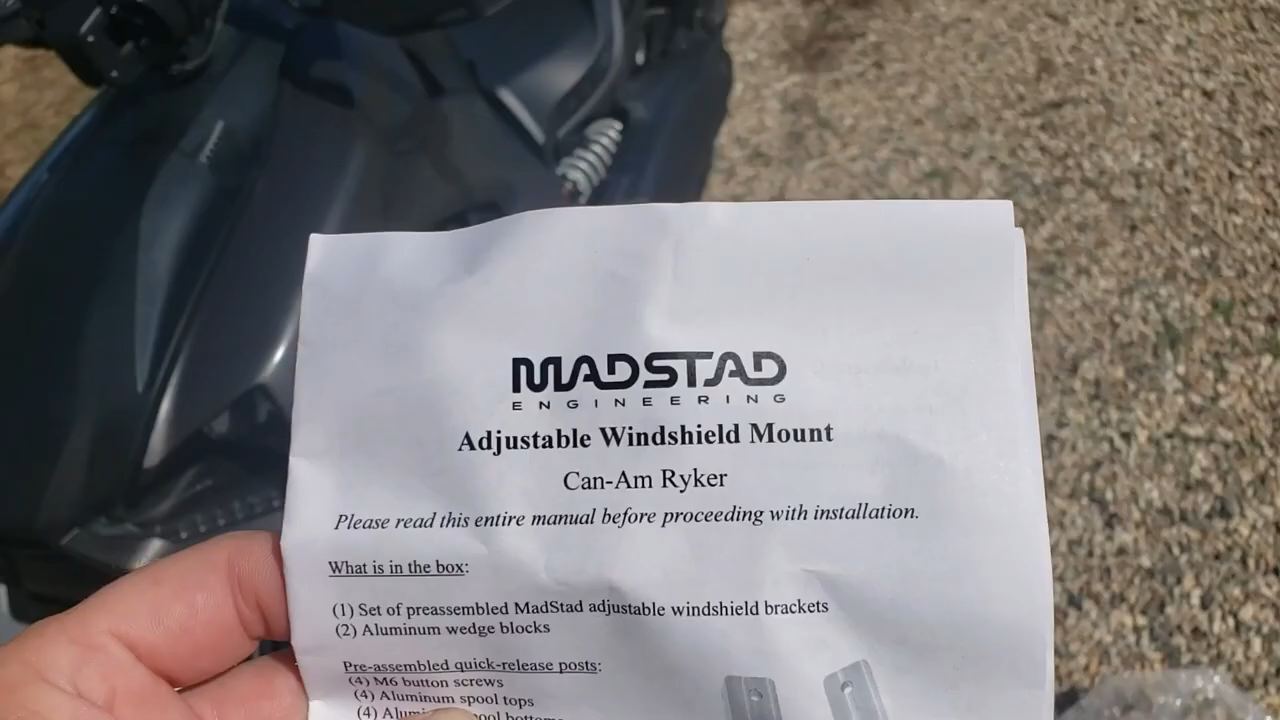 MADSTAD
ENGINEERING
Adjustable Windshield Mount
Can-Am Ryker
Please read this entire manual before proceeding with installation.
What is in the box:
(1) Set of preassembled MadStad adjustable windshield brackets
(2) Aluminum wedge blocks
Pre-assembled quick-release posts:
(4) M6 button screws
(4) Aluminum spool tops
(4)